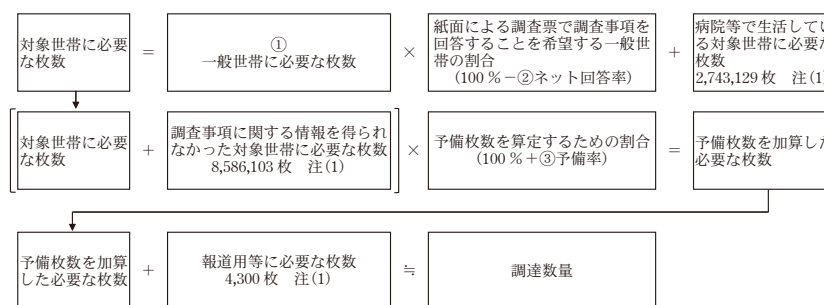 対象世帯に必要
な枚数
=
①
一般世帯に必要な枚数
×
紙面による調査票で調査事項を
回答することを希望する一般世
帯の割合
(100 %-②ネット回答率)
+
病院等で生活してい
る対象世帯に必要な
枚数
2,743,129 枚 注(1)
対象世帯に必要
な枚数
+
調査事項に関する情報を得られ
なかった対象世帯に必要な枚数
8,586,103 枚 注(1)
×
予備枚数を算定するための割合
(100 %+③予備率)
=
予備枚数を加算した
必要な枚数
予備枚数を加算
した必要な枚数
+
報道用等に必要な枚数
4,300 枚 注(1)
≒
調達数量